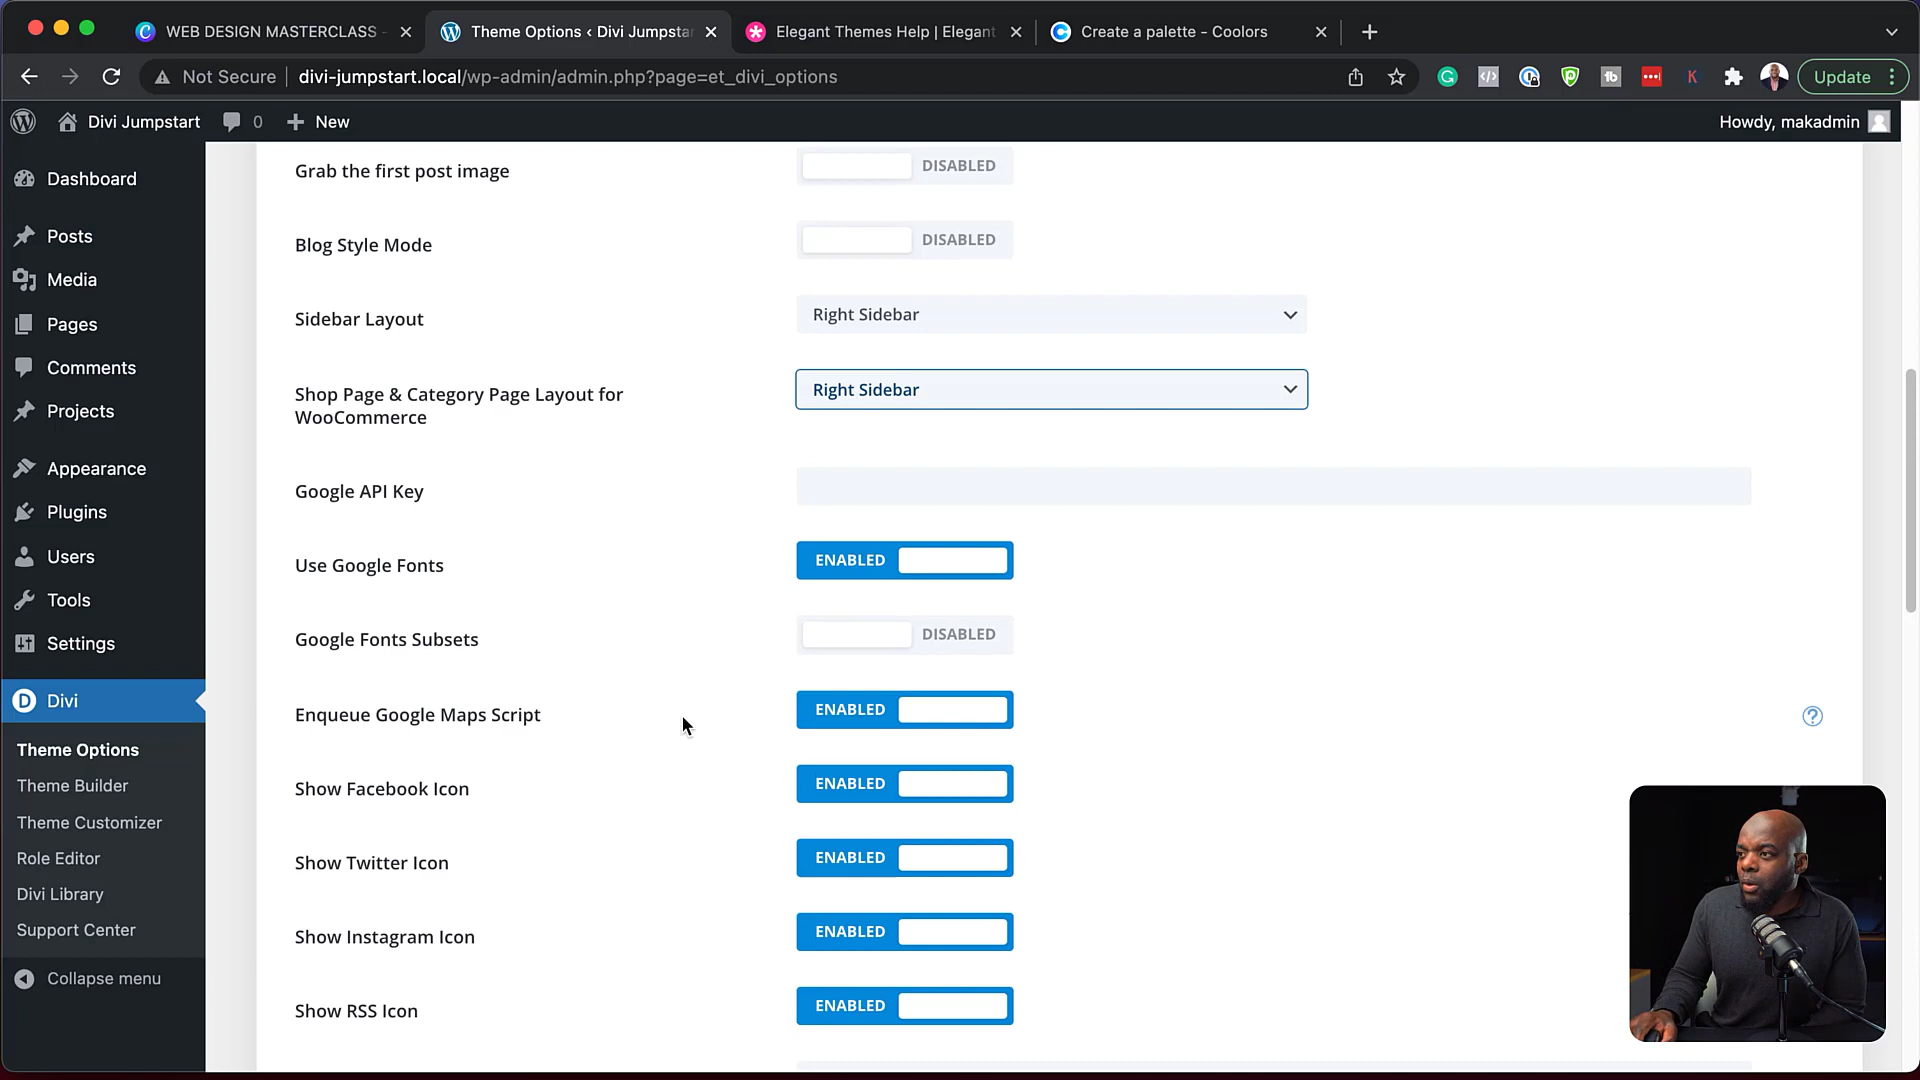 WEB DESIGN MASTERCLASS -
Theme Options ‹ Divi Jumpstar
Elegant Themes Help | Elegant
Create a palette - Coolors
Not Secure
divi-jumpstart.local/wp-admin/admin.php?page=et_divi_options
Update
Divi Jumpstart
0
New
Howdy, makadmin
Dashboard
Posts
Media
Pages
Comments
Projects
Appearance
Plugins
Users
Tools
Settings
Divi
Theme Options
Theme Builder
Theme Customizer
Role Editor
Divi Library
Support Center
Collapse menu
Grab the first post image
DISABLED
Blog Style Mode
DISABLED
Sidebar Layout
Right Sidebar
Shop Page & Category Page Layout for
WooCommerce
Right Sidebar
Google API Key
Use Google Fonts
ENABLED
Google Fonts Subsets
DISABLED
Enqueue Google Maps Script
ENABLED
Show Facebook Icon
ENABLED
Show Twitter Icon
ENABLED
Show Instagram Icon
ENABLED
Show RSS Icon
ENABLED